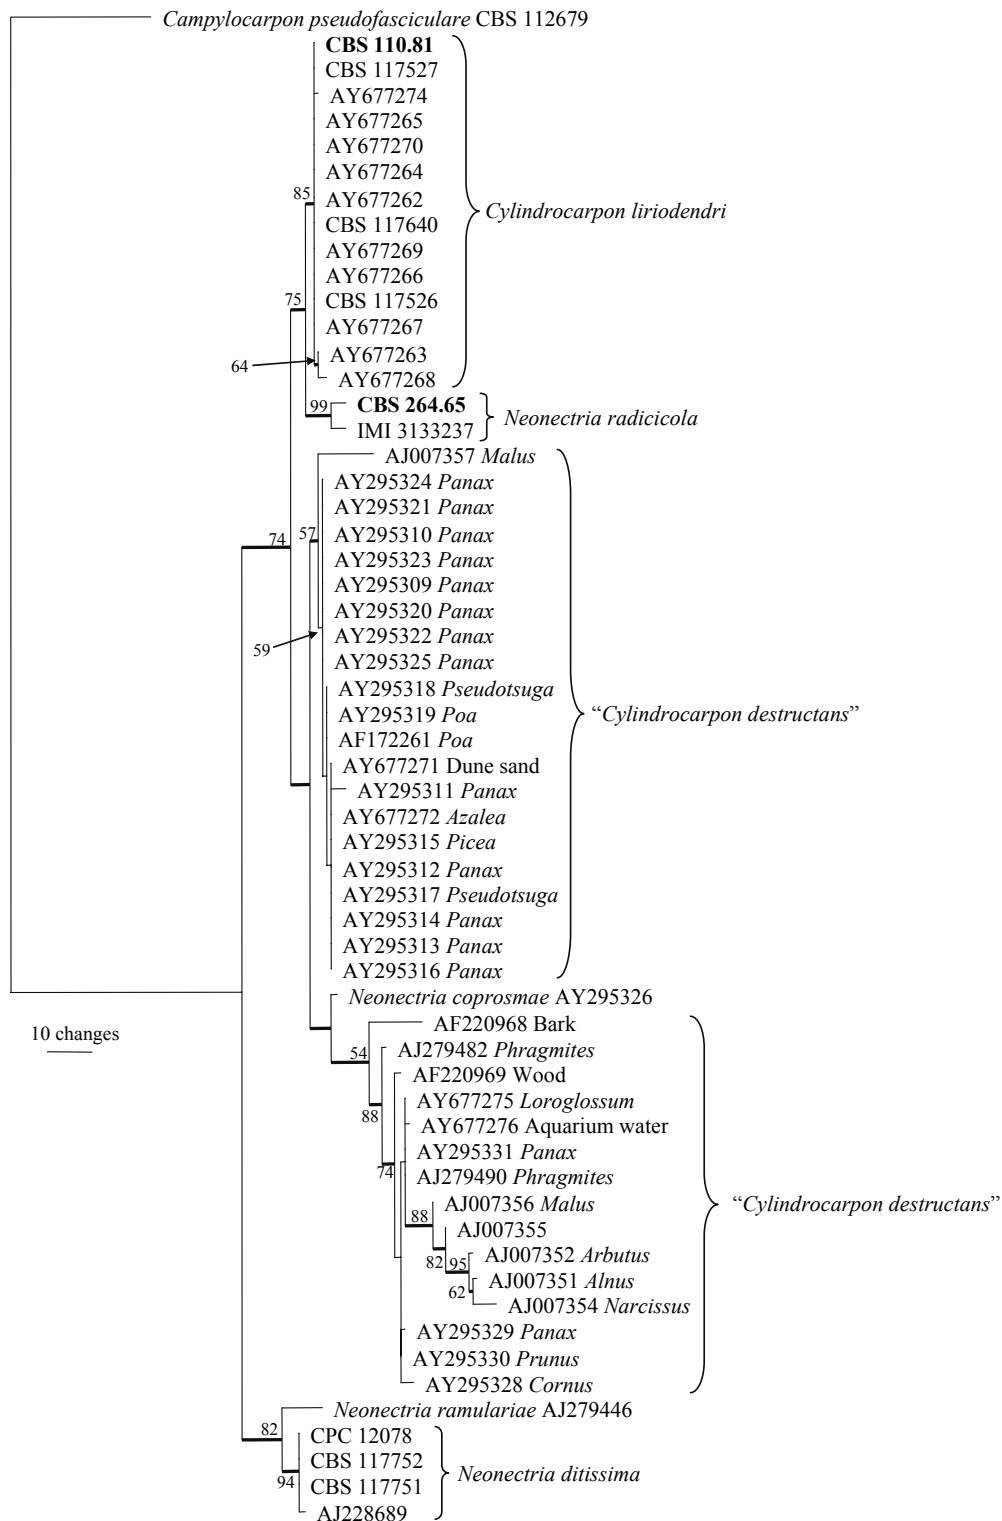 Campylocarpon pseudofasciculare CBS 112679
CBS 110.81
CBS 117527
AY677274
AY677265
AY677270
AY677264
85
AY677262
Cylindrocarpon liriodendri
CBS 117640
AY677269
AY677266
75
CBS 117526
AY677267
AY677263
64
AY677268
99
CBS 264.65
Neonectria radicicola
IMI 3133237
AJ007357 Malus
AY295324 Panax
AY295321 Panax
74
57
AY295310 Panax
AY295323 Panax
AY295309 Panax
AY295320 Panax
AY295322 Panax
59
AY295325 Panax
AY295318 Pseudotsuga
AY295319 Poa
“Cylindrocarpon destructans”
AF172261 Poa
AY677271 Dune sand
AY295311 Panax
AY677272 Azalea
AY295315 Picea
AY295312 Panax
AY295317 Pseudotsuga
AY295314 Panax
AY295313 Panax
AY295316 Panax
Neonectria coprosmae AY295326
10 changes
AF220968 Bark
54
AJ279482 Phragmites
AF220969 Wood
88
AY677275 Loroglossum
AY677276 Aquarium water
AY295331 Panax
74
AJ279490 Phragmites
88
AJ007356 Malus
“Cylindrocarpon destructans”
AJ007355
82
95
AJ007352 Arbutus
62
AJ007351 Alnus
AJ007354 Narcissus
AY295329 Panax
AY295330 Prunus
AY295328 Cornus
Neonectria ramulariae AJ279446
82
CPC 12078
CBS 117752
Neonectria ditissima
94
CBS 117751
AJ228689